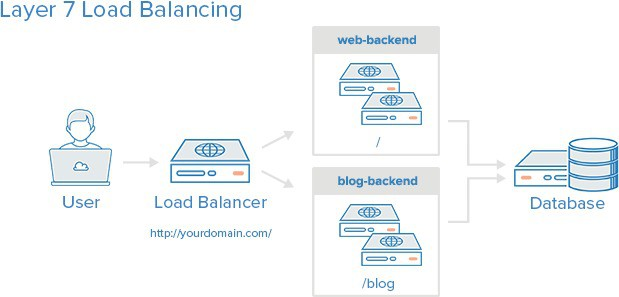 Layer 7 Load Balancing
web-backend
/
blog-backend
/blog
User
Load Balancer
http://yourdomain.com/
Database